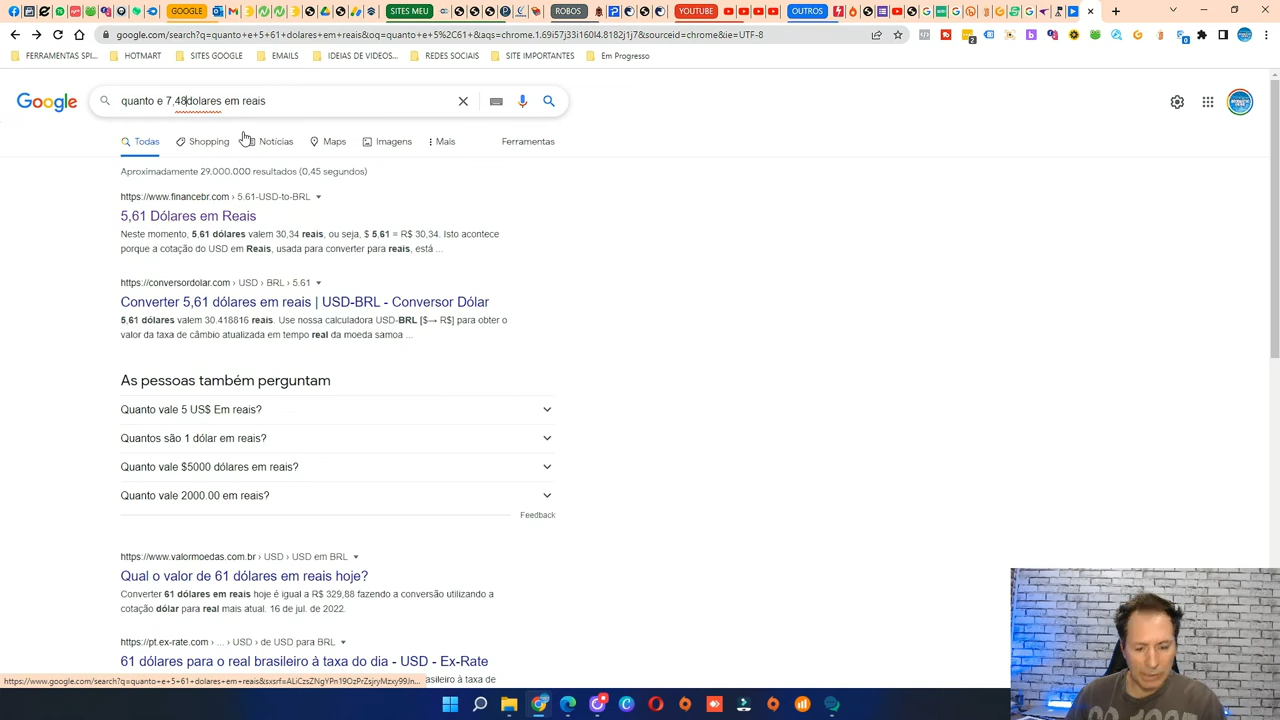 GOOGLE
SITES MEU
ROBOS
YOUTUBE
OUTROS
google.com/search?q=quanto+e+5+61+dolares+em+reais&oq=quanto+e+5%2C61+&aqs=chrome.1.69i57j33i160l4.8182j1j7&sourceid=chrome&ie=UTF-8
FERRAMENTAS SPI...
HOTMART
SITES GOOGLE
EMAILS
IDEIAS DE VIDEOS...
REDES SOCIAIS
SITE IMPORTANTES
Em Progresso
Google
quanto e 7,48dolares em reais
Todas
Shopping
Notícias
Maps
Imagens
Mais
Ferramentas
Aproximadamente 29.000.000 resultados (0,45 segundos)
https://www.financebr.com › 5.61-USD-to-BRL
5,61 Dólares em Reais
Neste momento, 5,61 dólares valem 30,34 reais, ou seja, $ 5,61 = R$ 30,34. Isto acontece
porque a cotação do USD em Reais, usada para converter para reais, está ...
https://conversordolar.com › USD › BRL › 5.61
Converter 5,61 dólares em reais | USD-BRL - Conversor Dólar
5,61 dólares valem 30.418816 reais. Use nossa calculadora USD-BRL [$→ R$] para obter o
valor da taxa de câmbio atualizada em tempo real da moeda samoa ...
As pessoas também perguntam
Quanto vale 5 US$ Em reais?
Quantos são 1 dólar em reais?
Quanto vale $5000 dólares em reais?
Quanto vale 2000.00 em reais?
Feedback
https://www.valormoedas.com.br › USD › USD em BRL
Qual o valor de 61 dólares em reais hoje?
Converter 61 dólares em reais hoje é igual a R$ 329,88 fazendo a conversão utilizando a
cotação dólar para real mais atual. 16 de jul. de 2022.
https://pt.ex-rate.com › ... › USD › de USD para BRL
61 dólares para o real brasileiro à taxa do dia - USD - Ex-Rate